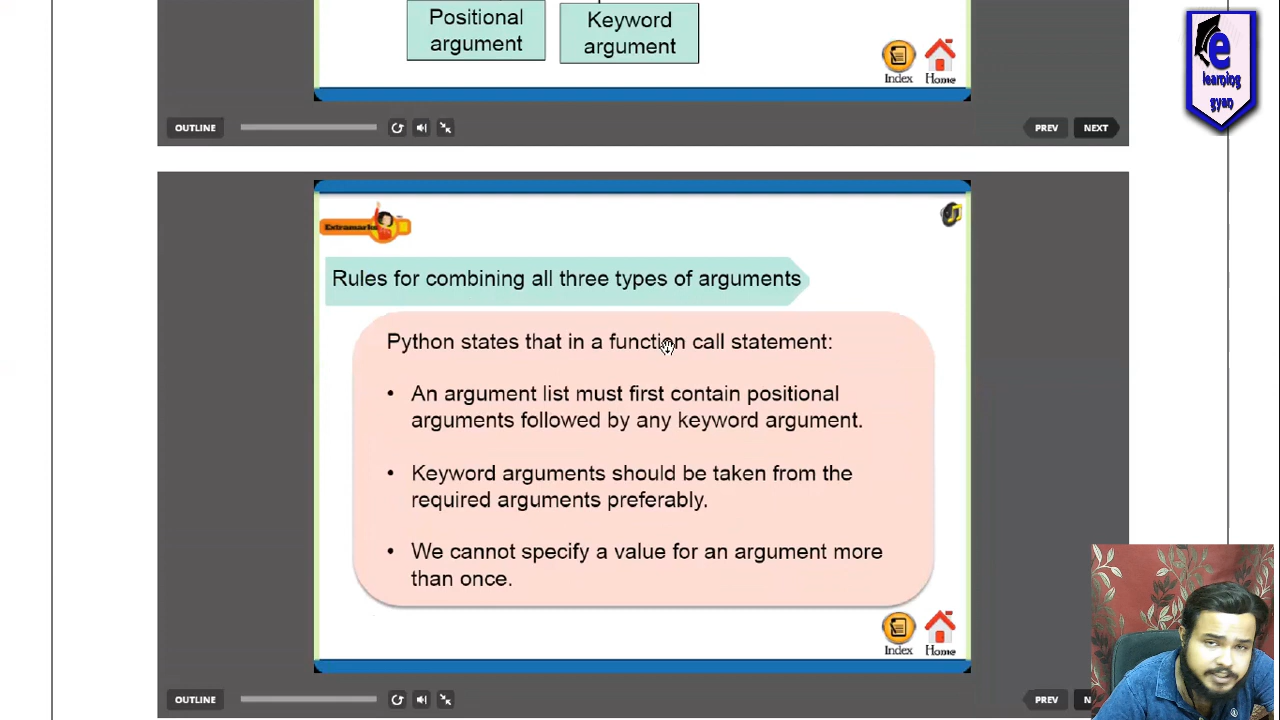 Positional
argument
Keyword
argument
Index
Home
OUTLINE
PREV
NEXT
e
learning
gyan
Extramarks
Rules for combining all three types of arguments
Python states that in a function call statement:
• An argument list must first contain positional
arguments followed by any keyword argument.
• Keyword arguments should be taken from the
required arguments preferably.
• We cannot specify a value for an argument more
than once.
Index
Home
OUTLINE
PREV